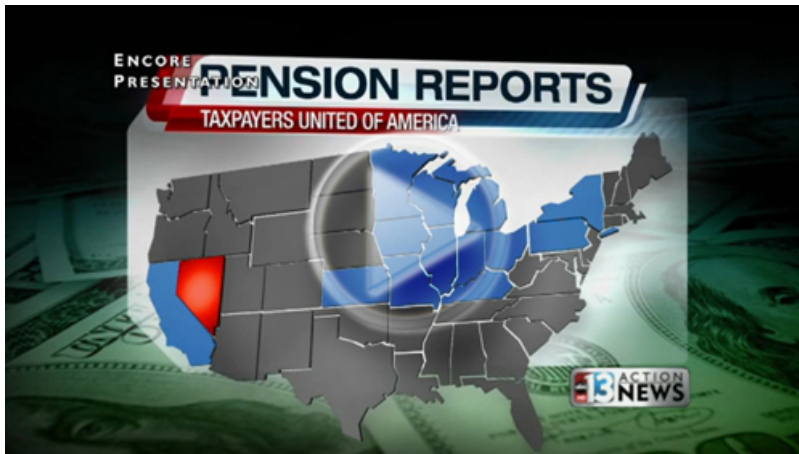 ENCORE
PRESENTATION
PENSION REPORTS
TAXPAYERS UNITED OF AMERICA
13 ACTION
NEWS